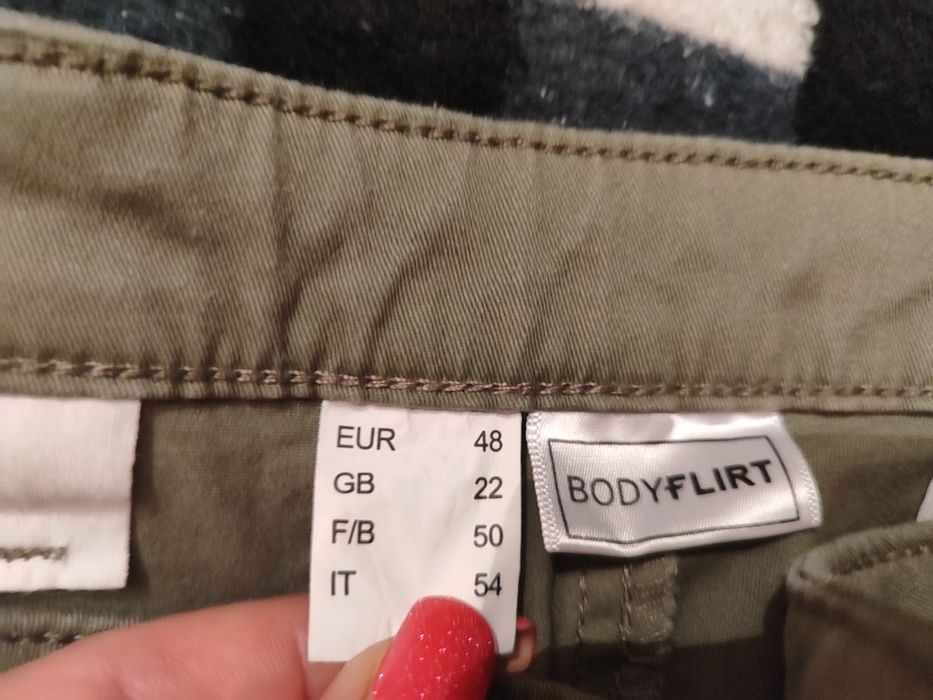 EUR 48
GB 22
F/B 50
IT 54
BODYFLIRT